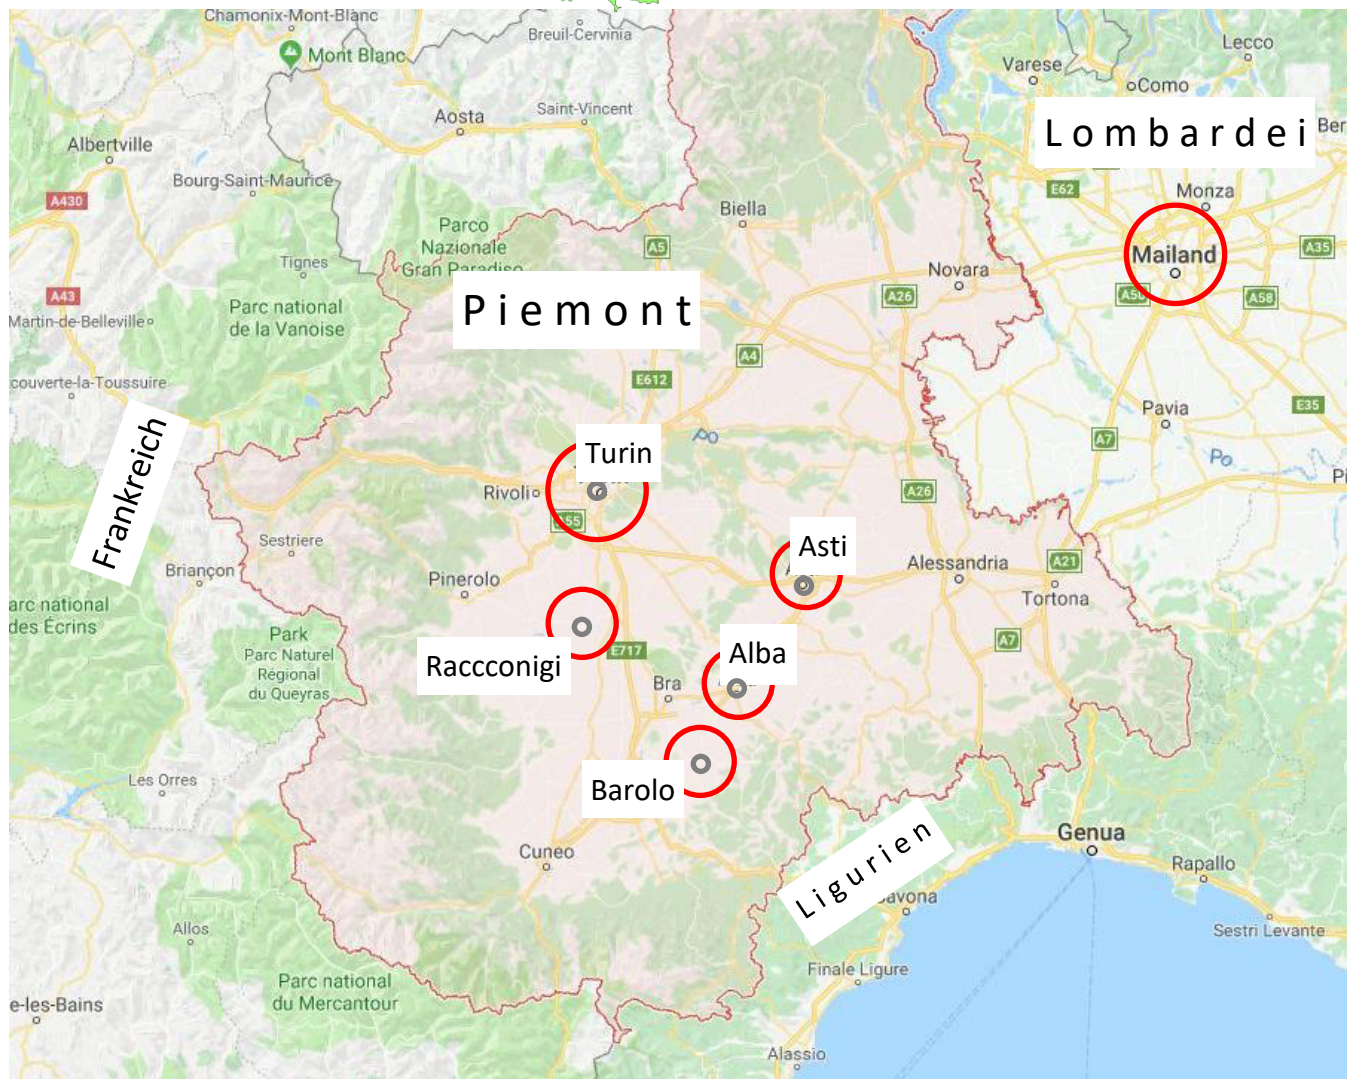 Chamonix-Mont-Blanc
Breuil-Cervinia
Mont Blanc
Lecco
Varese
Como
Lombardei
Ber
Aosta
Saint-Vincent
Albertville
Bourg-Saint-Maurice
A430
E62
Monza
Biella
Parco
Nazionale
Gran Paradiso
A5
Mailand
A35
Tignes
A43
Novara
A26
A50
A58
Piemont
Parc national
de la Vanoise
Martin-de-Belleville
A4
E612
couverte-la-Toussuire
Pavia
E35
Frankreich
Po
A7
Po
Turin
Rivoli
A26
Pi
A55
Sestriere
Asti
Briançon
Pinerolo
Alessandria
A21
Tortona
arc national
des Écrins
Park
Parc Naturel
Régional
du Queyras
E717
A7
Raccconigi
Alba
Bra
Les Orres
Barolo
Cuneo
Ligurien
Genua
Rapallo
avona
Allos
Sestri Levante
Parc national
du Mercantour
Finale Ligure
e-les-Bains
Alassio